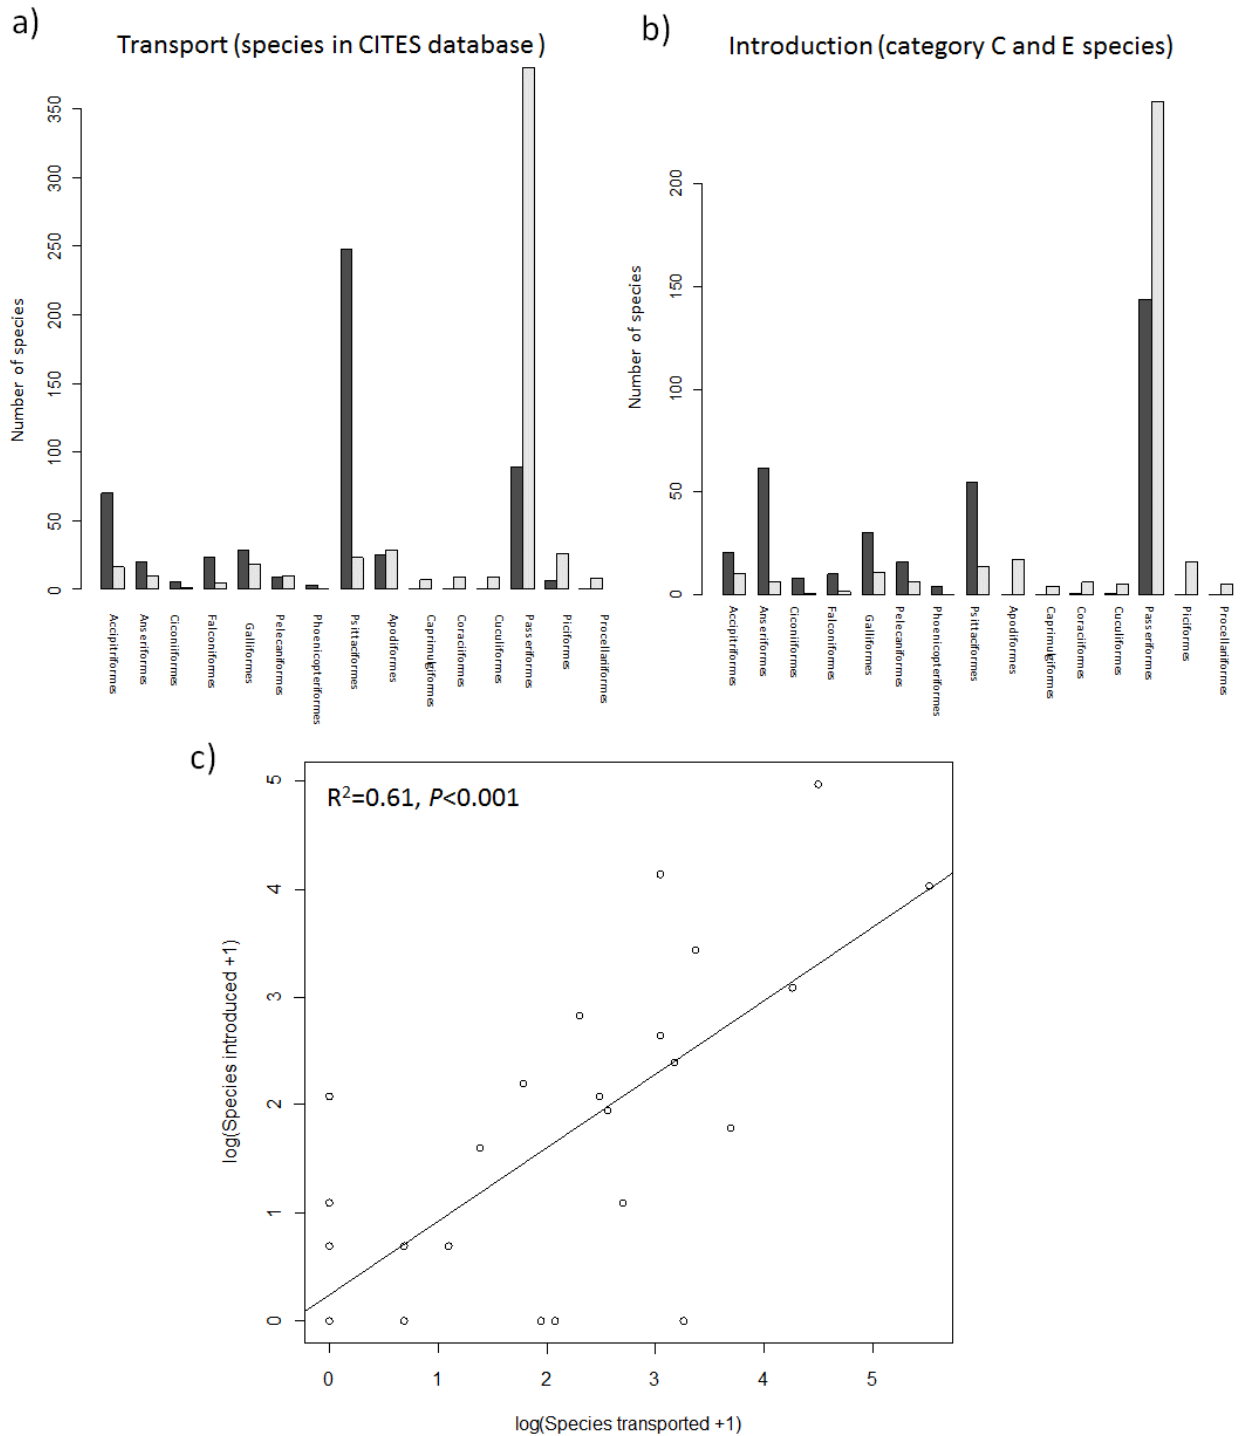 a)
Transport (species in CITES database )
Number of species
0
50
100
150
200
250
300
350
Accipitriformes
Anseriformes
Ciconiiformes
Falconiformes
Galliformes
Pelecaniformes
Phoenicopteriformes
Psittaciformes
Apodiformes
Caprimulgiformes
Coraciiformes
Cuculiformes
Passeriformes
Piciformes
Procellariiformes
b)
Introduction (category C and E species)
Number of species
0
50
100
150
200
Accipitriformes
Anseriformes
Ciconiiformes
Falconiformes
Galliformes
Pelecaniformes
Phoenicopteriformes
Psittaciformes
Apodiformes
Caprimulgiformes
Coraciiformes
Cuculiformes
Passeriformes
Piciformes
Procellariiformes
c)
R²=0.61, P<0.001
log(Species introduced +1)
0
1
2
3
4
5
0 1 2 3 4 5
log(Species transported +1)